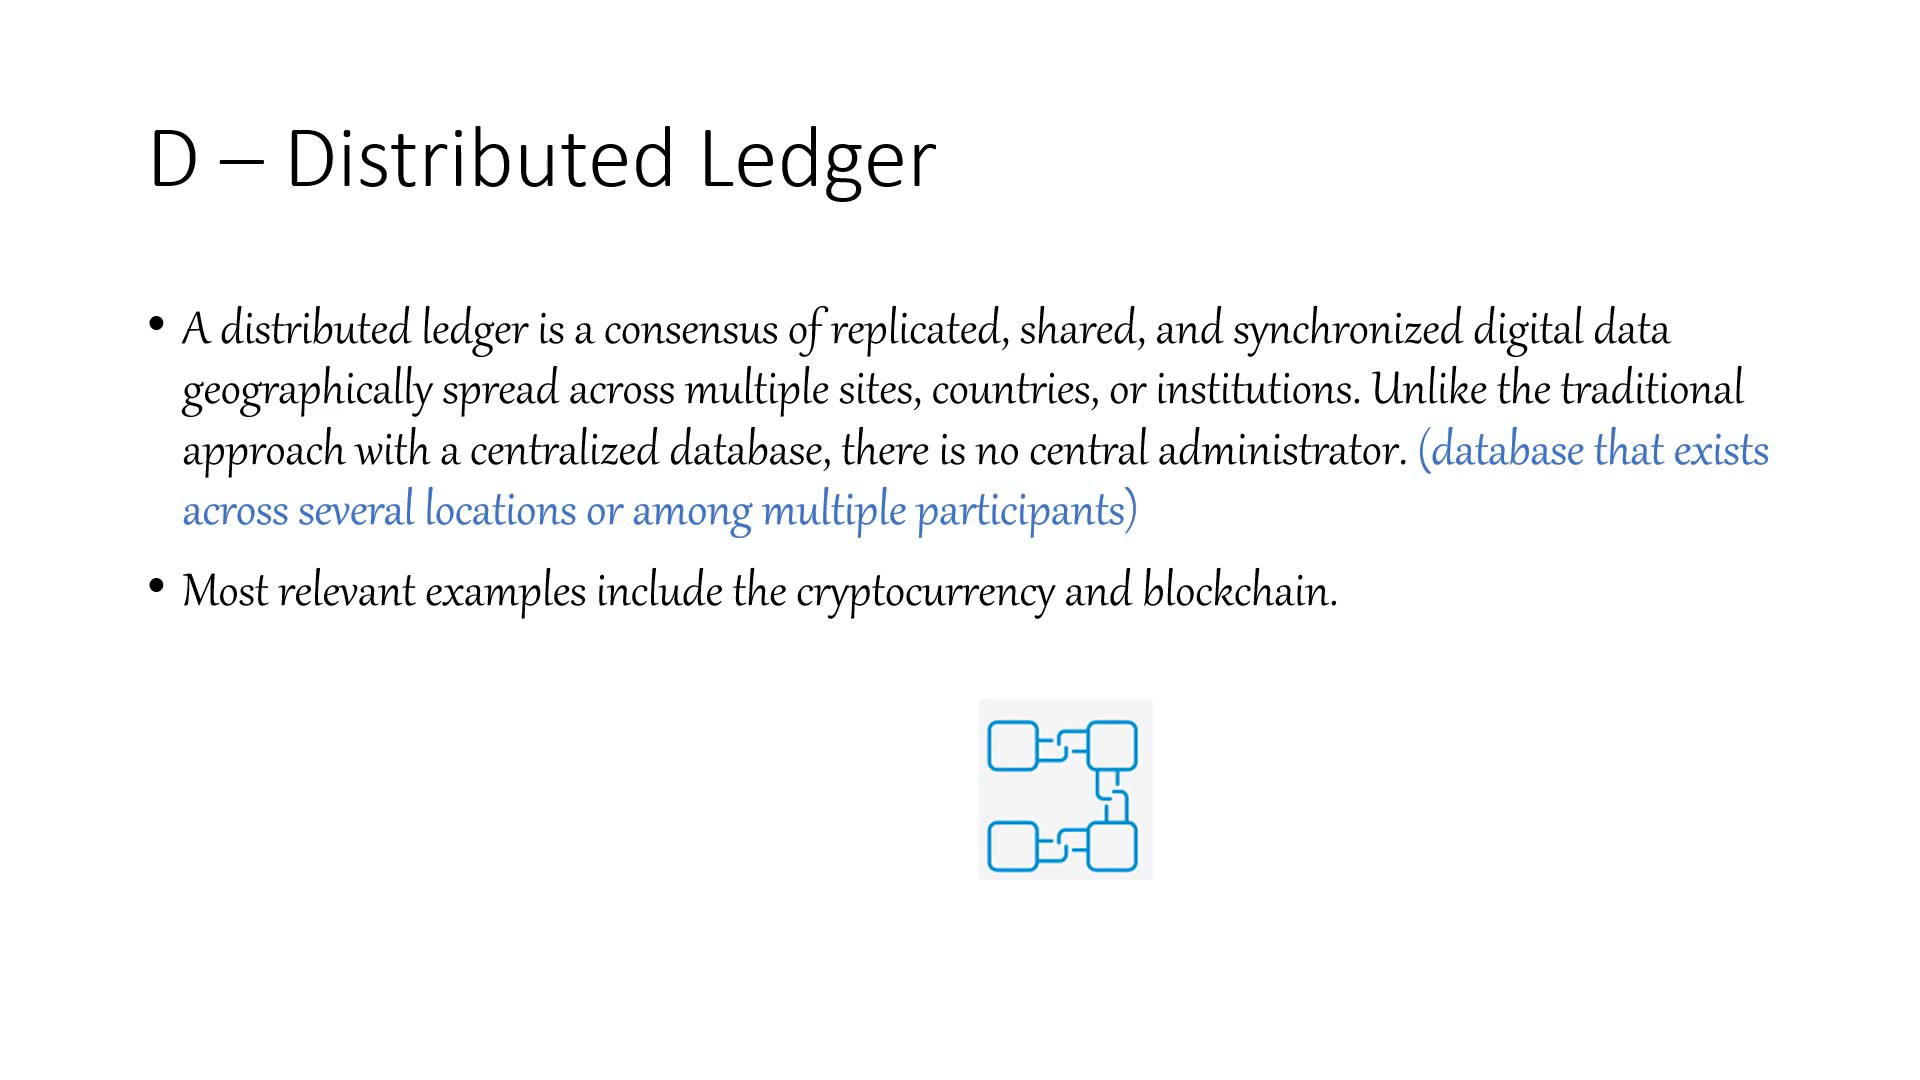 D – Distributed Ledger
• A distributed ledger is a consensus of replicated, shared, and synchronized digital data
geographically spread across multiple sites, countries, or institutions. Unlike the traditional
approach with a centralized database, there is no central administrator. (database that exists
across several locations or among multiple participants)
• Most relevant examples include the cryptocurrency and blockchain.